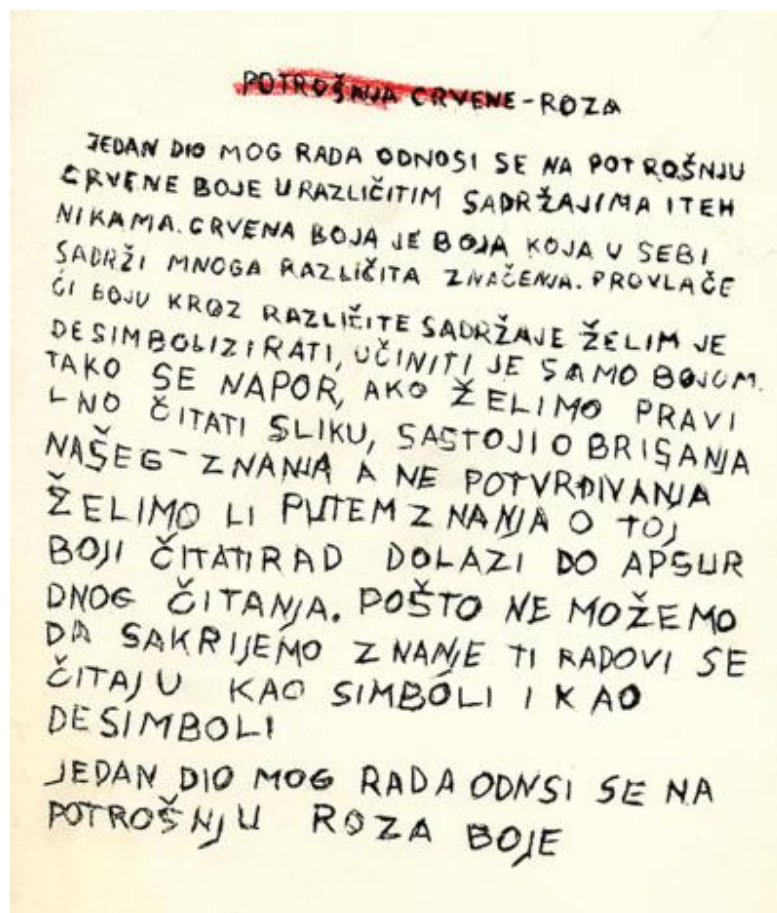 POTROŠNJA CRVENE-ROZA
JEDAN DIO MOG RADA ODNOSI SE NA POTROŠNJU
CRVENE BOJE U RAZLIČITIM SADRŽAJIMA I TEH
NIKAMA. CRVENA BOJA JE BOJA KOJA U SEBI
SADRŽI MNOGA RAZLIČITA ZNAČENJA. PROVLAČE
ĆI BOJU KROZ RAZLIČITE SADRŽAJE ŽELIM JE
DESIMBOLIZIRATI, UČINITI JE SAMO BOJOM.
TAKO SE NAPOR, AKO ŽELIMO PRAVI
LNO ČITATI SLIKU, SASTOJI O BRISANJA
NAŠEG-ZNANJA A NE POTVRĐIVANJA
ŽELIMO LI PUTEM ZNANJA O TOJ
BOJI ČITATI RAD DOLAZI DO APSUR
DNOG ČITANJA. POŠTO NE MOŽEMO
DA SAKRIJEMO ZNANJE TI RADOVI SE
ČITAJU KAO SIMBOLI I KAO
DESIMBOLI
JEDAN DIO MOG RADA ODNSI SE NA
POTROŠNJU ROZA BOJE